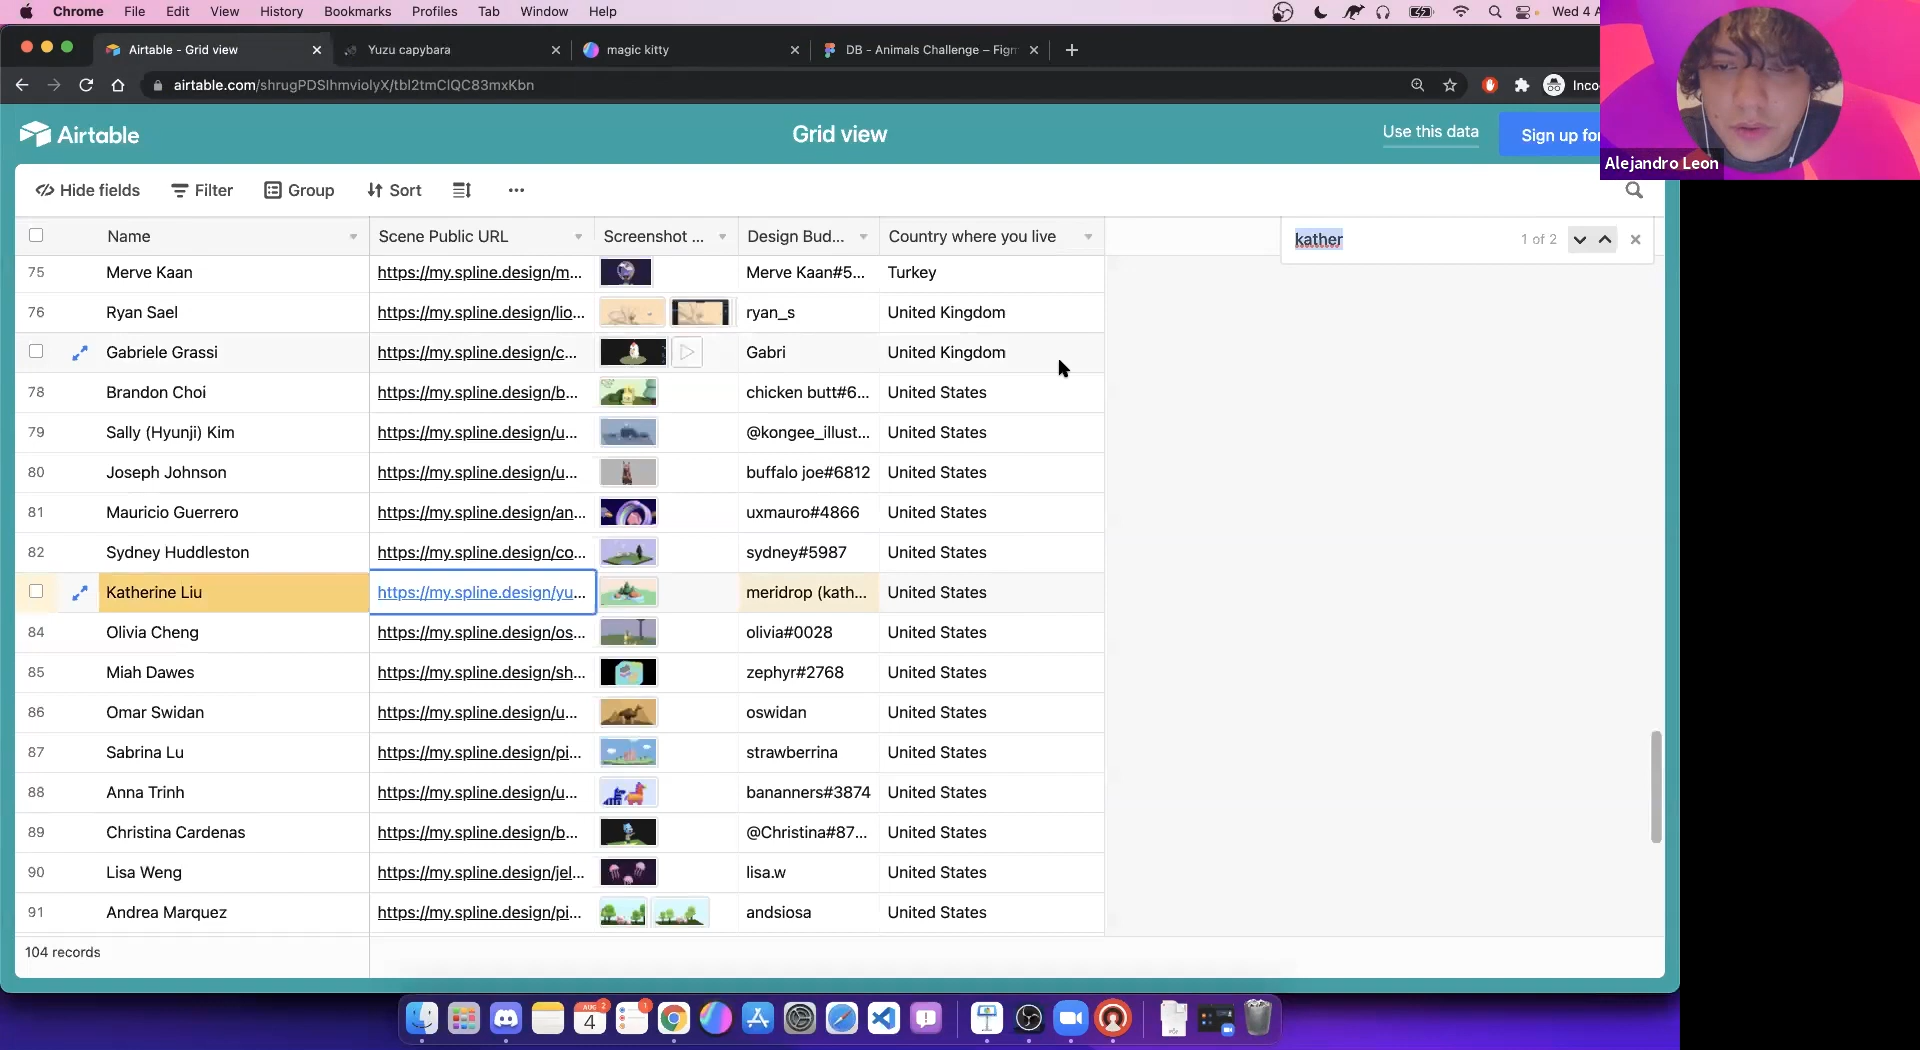 Chrome File Edit View History Bookmarks Profiles Tab Window Help Wed 4 A
Airtable - Grid view Yuzu capybara magic kitty DB - Animals Challenge – Figm
airtable.com/shrugPDSIhmviolyX/tbl2tmClQC83mxKbn Inco
Alejandro Leon
Airtable Grid view Use this data Sign up for
Hide fields Filter Group Sort
Name Scene Public URL Screenshot ... Design Bud... Country where you live
kather 1 of 2
75 Merve Kaan https://my.spline.design/m... Merve Kaan#5... Turkey
76 Ryan Sael https://my.spline.design/lio... ryan_s United Kingdom
Gabriele Grassi https://my.spline.design/c... Gabri United Kingdom
78 Brandon Choi https://my.spline.design/b... chicken butt#6... United States
79 Sally (Hyunji) Kim https://my.spline.design/u... @kongee_illust... United States
80 Joseph Johnson https://my.spline.design/u... buffalo joe#6812 United States
81 Mauricio Guerrero https://my.spline.design/an... uxmauro#4866 United States
82 Sydney Huddleston https://my.spline.design/co... sydney#5987 United States
Katherine Liu https://my.spline.design/yu... meridrop (kath... United States
84 Olivia Cheng https://my.spline.design/os... olivia#0028 United States
85 Miah Dawes https://my.spline.design/sh... zephyr#2768 United States
86 Omar Swidan https://my.spline.design/u... oswidan United States
87 Sabrina Lu https://my.spline.design/pi... strawberrina United States
88 Anna Trinh https://my.spline.design/u... bananners#3874 United States
89 Christina Cardenas https://my.spline.design/b... @Christina#87... United States
90 Lisa Weng https://my.spline.design/jel... lisa.w United States
91 Andrea Marquez https://my.spline.design/pi... andsiosa United States
104 records
AUG 2 4 1